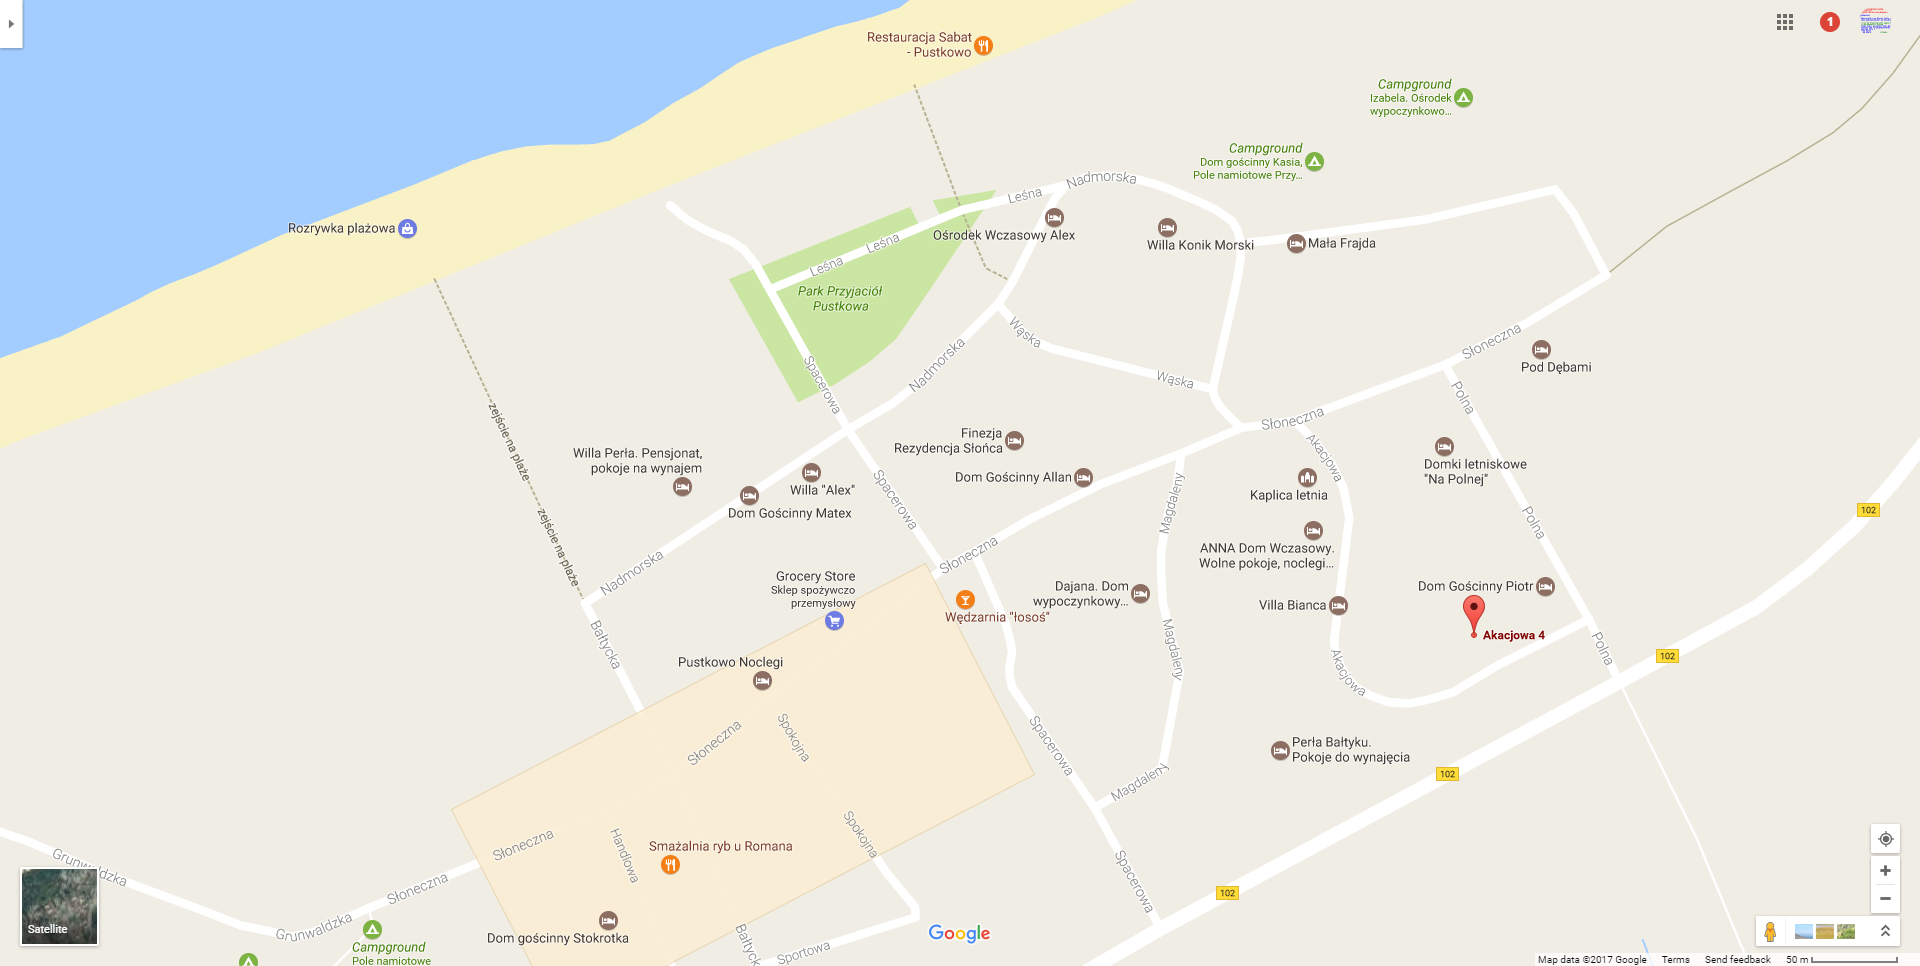 Restauracja Sabat
- Pustkowo
1
Campground
Izabela. Ośrodek
wypoczynkowo...
Campground
Dom gościnny Kasia,
Pole namiotowe Przy...
Nadmorska
Leśna
Rozrywka plażowa
Ośrodek Wczasowy Alex
Willa Konik Morski
Mała Frajda
Leśna
Leśna
Park Przyjaciół
Pustkowa
Wąska
Słoneczna
Pod Dębami
Nadmorska
Spacerowa
Wąska
Polna
Słoneczna
zejście na plaże
Finezja
Rezydencja Słońca
Akacjowa
Willa Perła. Pensjonat,
pokoje na wynajem
Domki letniskowe
"Na Polnej"
Dom Gościnny Allan
Willa "Alex"
Kaplica letnia
Spacerowa
Magdaleny
Dom Gościnny Matex
102
Polna
zejście na plaże
Słoneczna
ANNA Dom Wczasowy.
Wolne pokoje, noclegi...
Nadmorska
Grocery Store
Sklep spożywczo
przemysłowy
Dajana. Dom
wypoczynkowy...
Dom Gościnny Piotr
Villa Bianca
Wędzarnia "łosoś"
Akacjowa 4
Bałtycka
Magdaleny
Polna
102
Pustkowo Noclegi
Akacjowa
Słoneczna
Spokojna
Spacerowa
Perła Bałtyku.
Pokoje do wynajęcia
102
Magdaleny
Słoneczna
Spokojna
Smażalnia ryb u Romana
Handlowa
Grunwaldzka
Słoneczna
Spacerowa
102
Satellite
Grunwaldzka
Dom gościnny Stokrotka
Google
Bałtycka
Sportowa
Campground
Pole namiotowe
Map data ©2017 Google
Terms
Send feedback
50 m